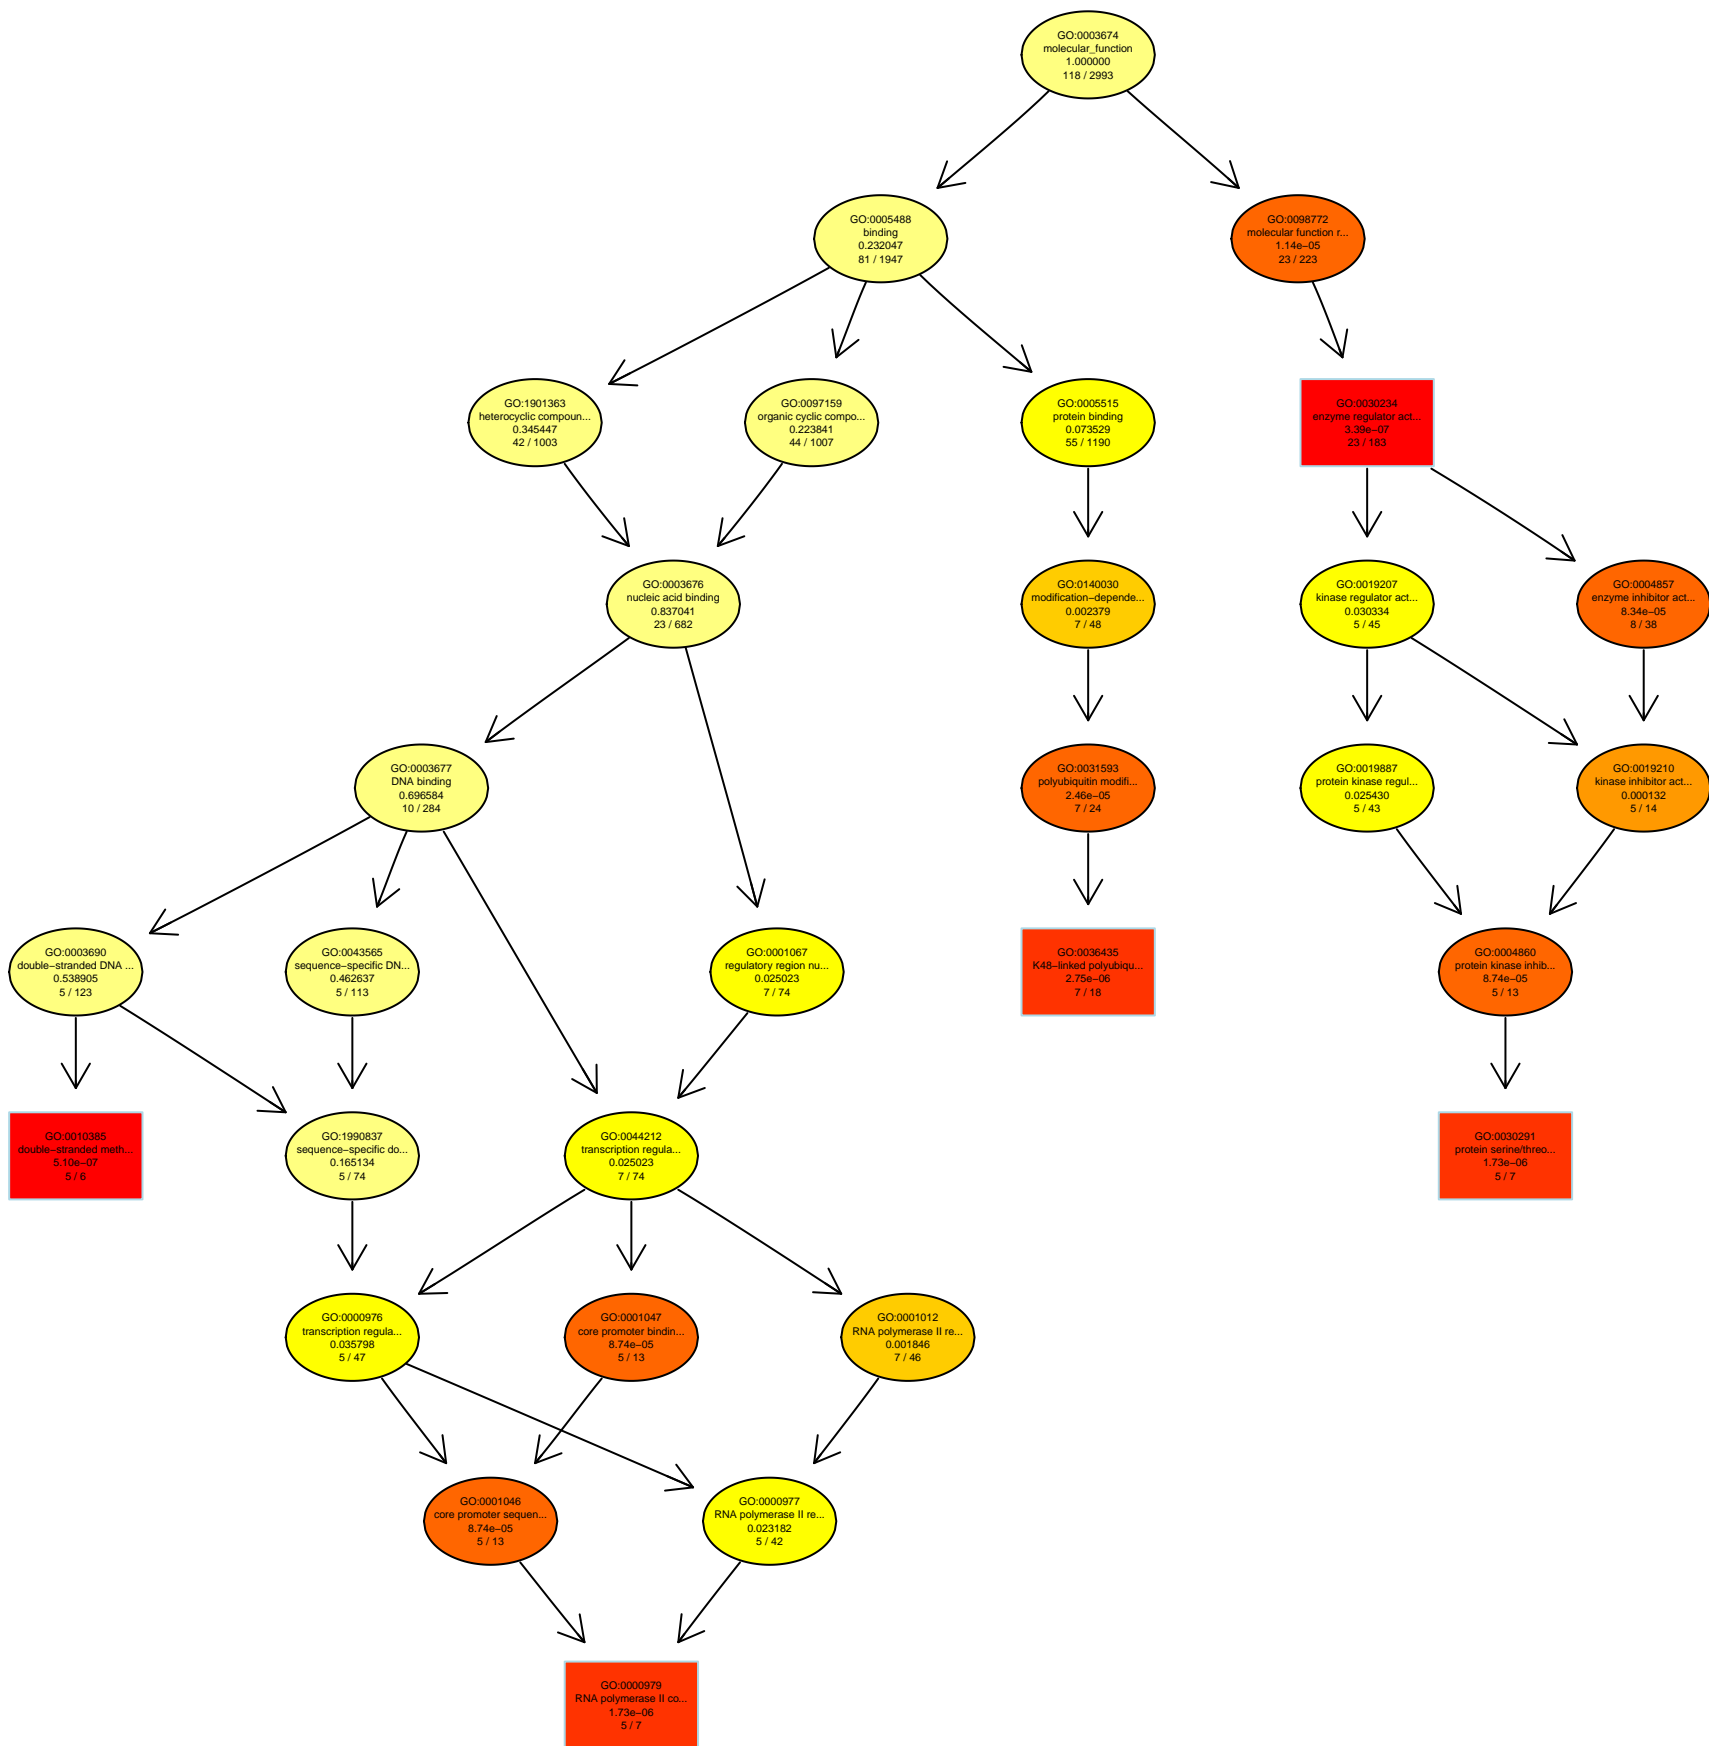 GO:0003674
molecular_function
1.000000
118 / 2993
GO:0005488
binding
0.232047
81 / 1947
GO:0098772
molecular function r...
1.14e−05
23 / 223
GO:1901363
heterocyclic compoun...
0.345447
42 / 1003
GO:0097159
organic cyclic compo...
0.223841
44 / 1007
GO:0005515
protein binding
0.073529
55 / 1190
GO:0030234
enzyme regulator act...
3.39e−07
23 / 183
GO:0003676
nucleic acid binding
0.837041
23 / 682
GO:0140030
modification−depende...
0.002379
7 / 48
GO:0019207
kinase regulator act...
0.030334
5 / 45
GO:0004857
enzyme inhibitor act...
8.34e−05
8 / 38
GO:0003677
DNA binding
0.696584
10 / 284
GO:0031593
polyubiquitin modifi...
2.46e−05
7 / 24
GO:0019887
protein kinase regul...
0.025430
5 / 43
GO:0019210
kinase inhibitor act...
0.000132
5 / 14
GO:0003690
double−stranded DNA ...
0.538905
5 / 123
GO:0043565
sequence−specific DN...
0.462637
5 / 113
GO:0001067
regulatory region nu...
0.025023
7 / 74
GO:0036435
K48−linked polyubiqu...
2.75e−06
7 / 18
GO:0004860
protein kinase inhib...
8.74e−05
5 / 13
GO:0010385
double−stranded meth...
5.10e−07
5 / 6
GO:1990837
sequence−specific do...
0.165134
5 / 74
GO:0044212
transcription regula...
0.025023
7 / 74
GO:0030291
protein serine/threo...
1.73e−06
5 / 7
GO:0000976
transcription regula...
0.035798
5 / 47
GO:0001047
core promoter bindin...
8.74e−05
5 / 13
GO:0001012
RNA polymerase II re...
0.001846
7 / 46
GO:0001046
core promoter sequen...
8.74e−05
5 / 13
GO:0000977
RNA polymerase II re...
0.023182
5 / 42
GO:0000979
RNA polymerase II co...
1.73e−06
5 / 7